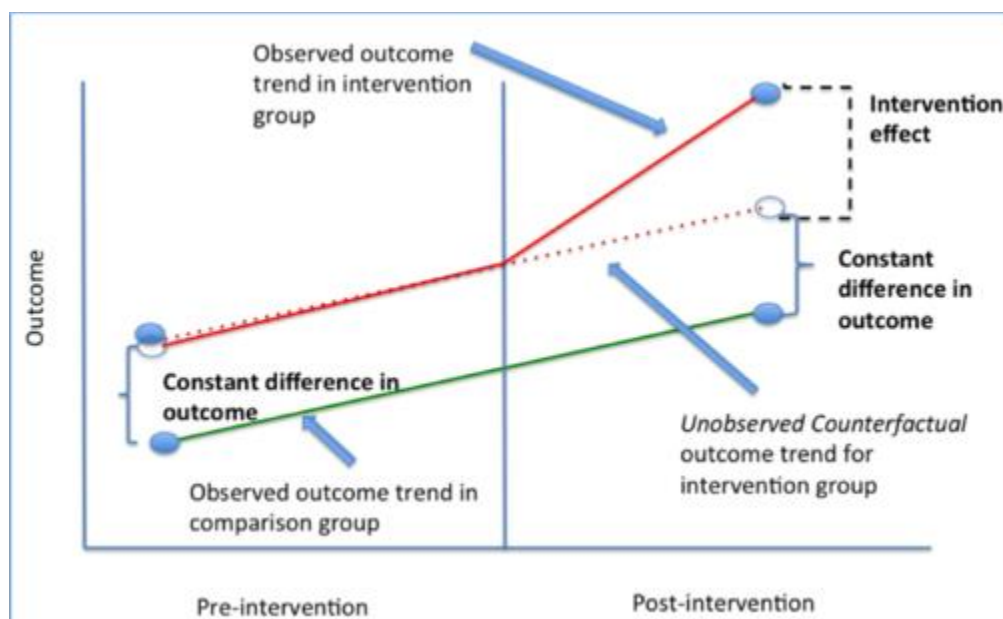 Observed outcome
trend in intervention
group
Intervention
effect
Outcome
Constant
difference in
outcome
Constant difference in
outcome
Unobserved Counterfactual
outcome trend for
intervention group
Observed outcome trend in
comparison group
Pre-intervention
Post-intervention